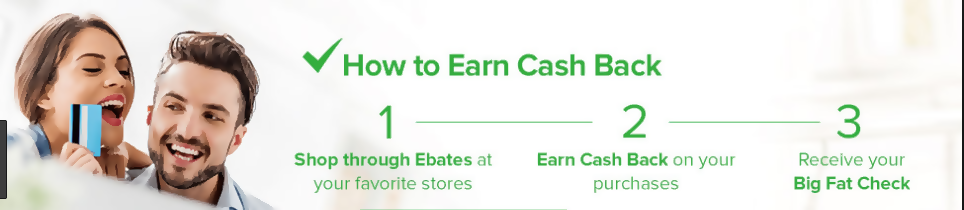 How to Earn Cash Back
1
2
3
Shop through Ebates at
your favorite stores
Earn Cash Back on your
purchases
Receive your
Big Fat Check